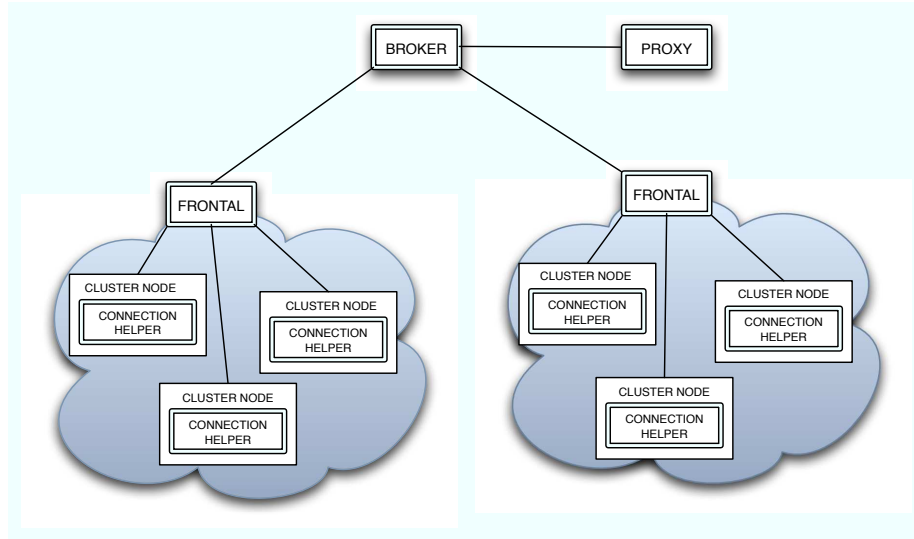 BROKER
PROXY
FRONTAL
CLUSTER NODE
CONNECTION
HELPER
CLUSTER NODE
CONNECTION
HELPER
CLUSTER NODE
CONNECTION
HELPER
FRONTAL
CLUSTER NODE
CONNECTION
HELPER
CLUSTER NODE
CONNECTION
HELPER
CLUSTER NODE
CONNECTION
HELPER